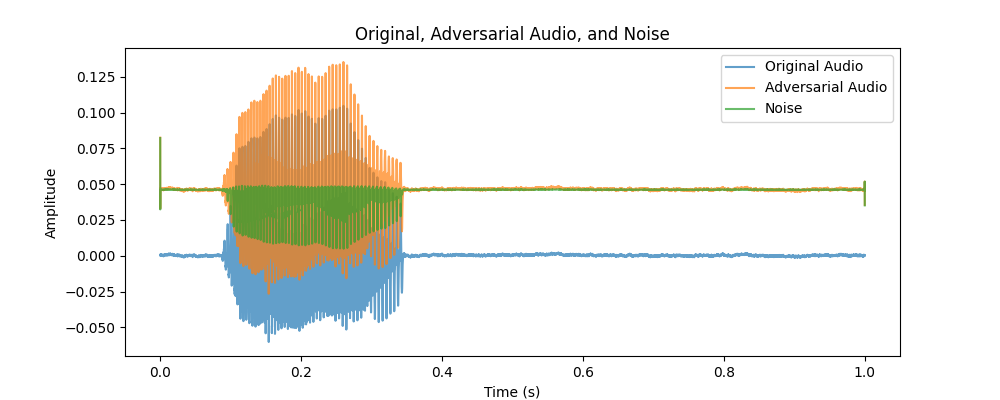 Original, Adversarial Audio, and Noise
Original Audio
Adversarial Audio
Noise
Amplitude
0.125
0.100
0.075
0.050
0.025
0.000
−0.025
−0.050
0.0 0.2 0.4 0.6 0.8 1.0
Time (s)